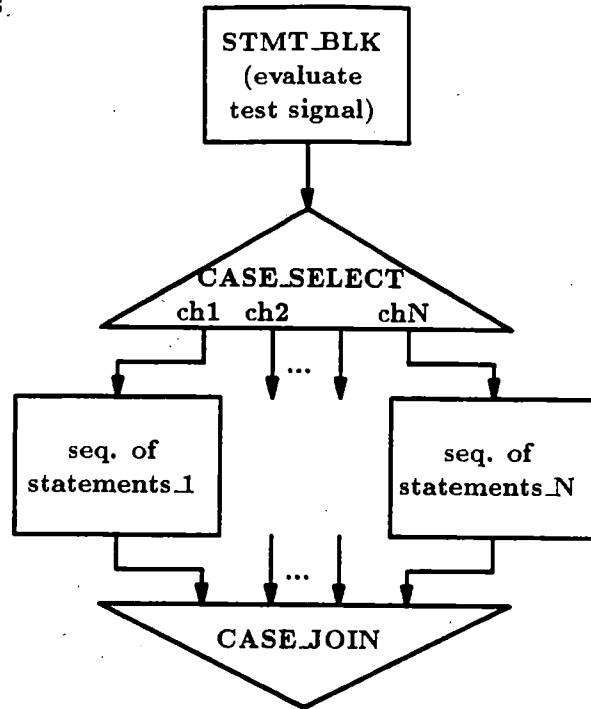 STMT_BLK
(evaluate
test signal)
CASE_SELECT
ch1 ch2 chN
...
seq. of
statements_1
seq. of
statements_N
...
CASE_JOIN